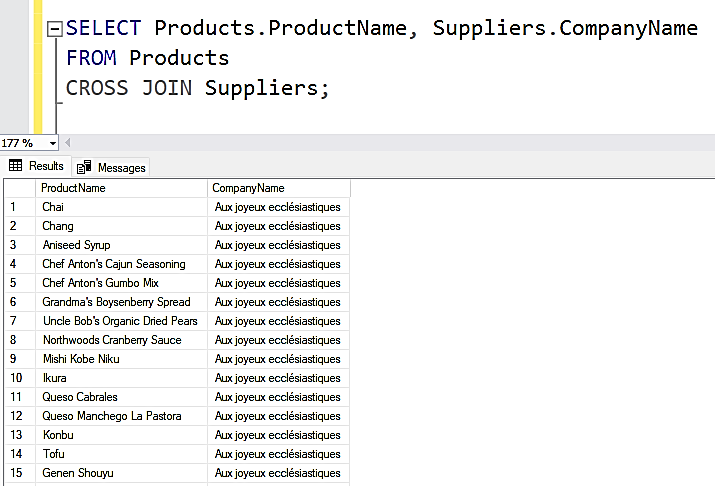 SELECT Products.ProductName, Suppliers.CompanyName
FROM Products
CROSS JOIN Suppliers;
177 %
Results Messages
ProductName CompanyName
1 Chai Aux joyeux ecclésiastiques
2 Chang Aux joyeux ecclésiastiques
3 Aniseed Syrup Aux joyeux ecclésiastiques
4 Chef Anton's Cajun Seasoning Aux joyeux ecclésiastiques
5 Chef Anton's Gumbo Mix Aux joyeux ecclésiastiques
6 Grandma's Boysenberry Spread Aux joyeux ecclésiastiques
7 Uncle Bob's Organic Dried Pears Aux joyeux ecclésiastiques
8 Northwoods Cranberry Sauce Aux joyeux ecclésiastiques
9 Mishi Kobe Niku Aux joyeux ecclésiastiques
10 Ikura Aux joyeux ecclésiastiques
11 Queso Cabrales Aux joyeux ecclésiastiques
12 Queso Manchego La Pastora Aux joyeux ecclésiastiques
13 Konbu Aux joyeux ecclésiastiques
14 Tofu Aux joyeux ecclésiastiques
15 Genen Shouyu Aux joyeux ecclésiastiques